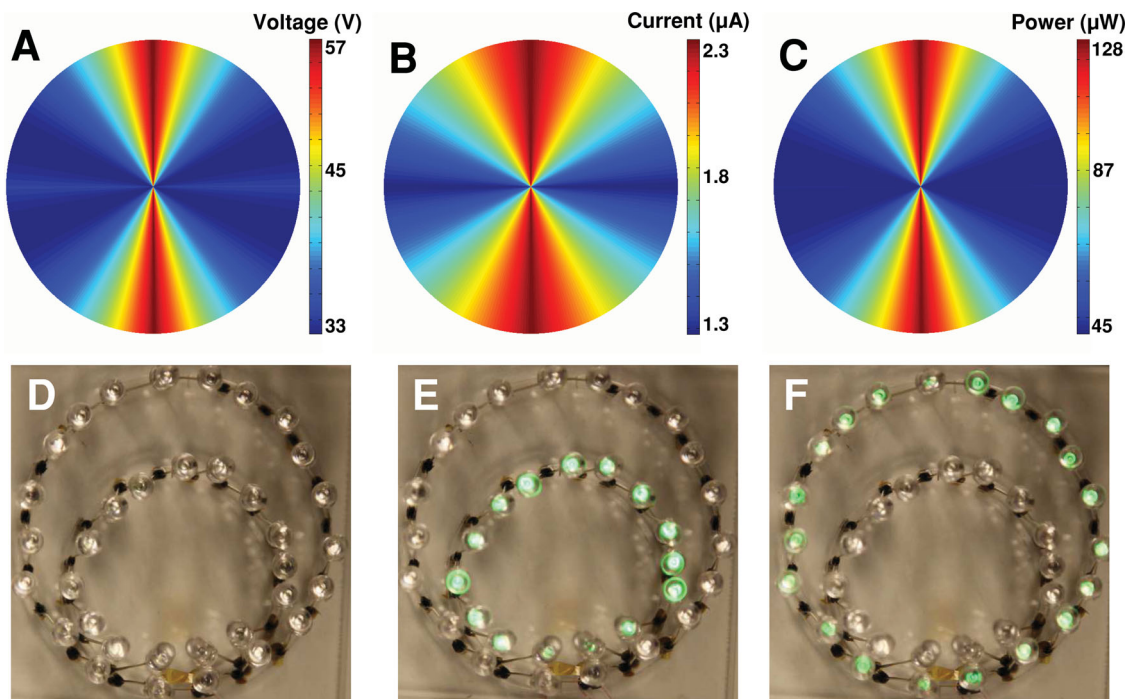 A
Voltage (V)
57
45
33
B
Current (µA)
2.3
1.8
1.3
C
Power (µW)
128
87
45
D
E
F